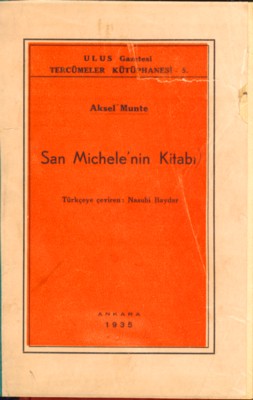 ULUS Gazetesi
TERCÜMELER KÜTÜPHANESİ - 5.
Aksel Munte
San Michele'nin Kitabı
Türkçeye çeviren: Nasuhi Baydar
ANKARA
1935